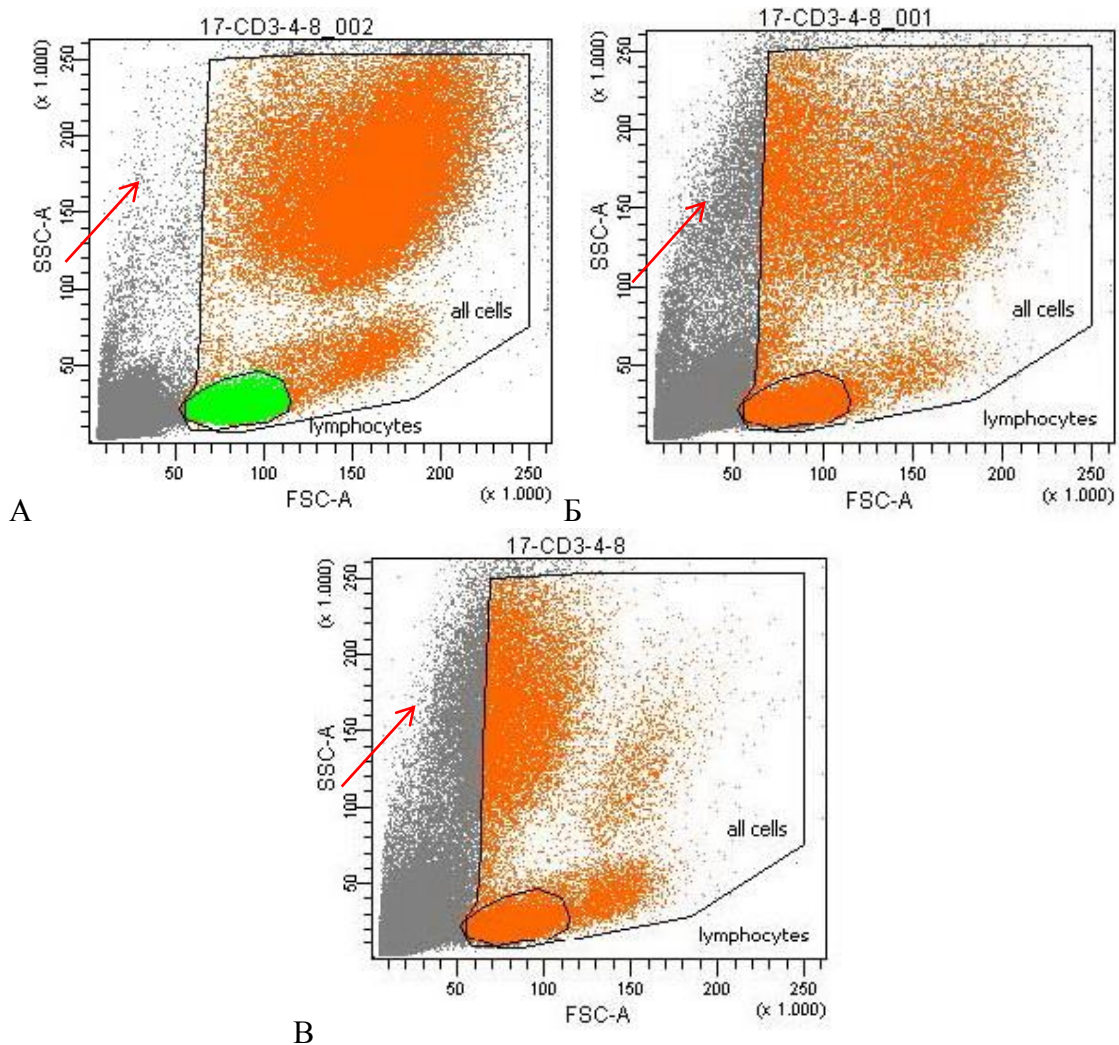 17-CD3-4-8_002
(x 1.000)
250
200
150
100
50
SSC-A
all cells
lymphocytes
50 100 150 200 250
(x 1.000)
FSC-A
А
17-CD3-4-8_001
(x 1.000)
250
200
150
100
50
SSC-A
all cells
lymphocytes
50 100 150 200 250
(x 1.000)
FSC-A
Б
17-CD3-4-8
(x 1.000)
250
200
150
100
50
SSC-A
all cells
lymphocytes
50 100 150 200 250
(x 1.000)
FSC-A
В